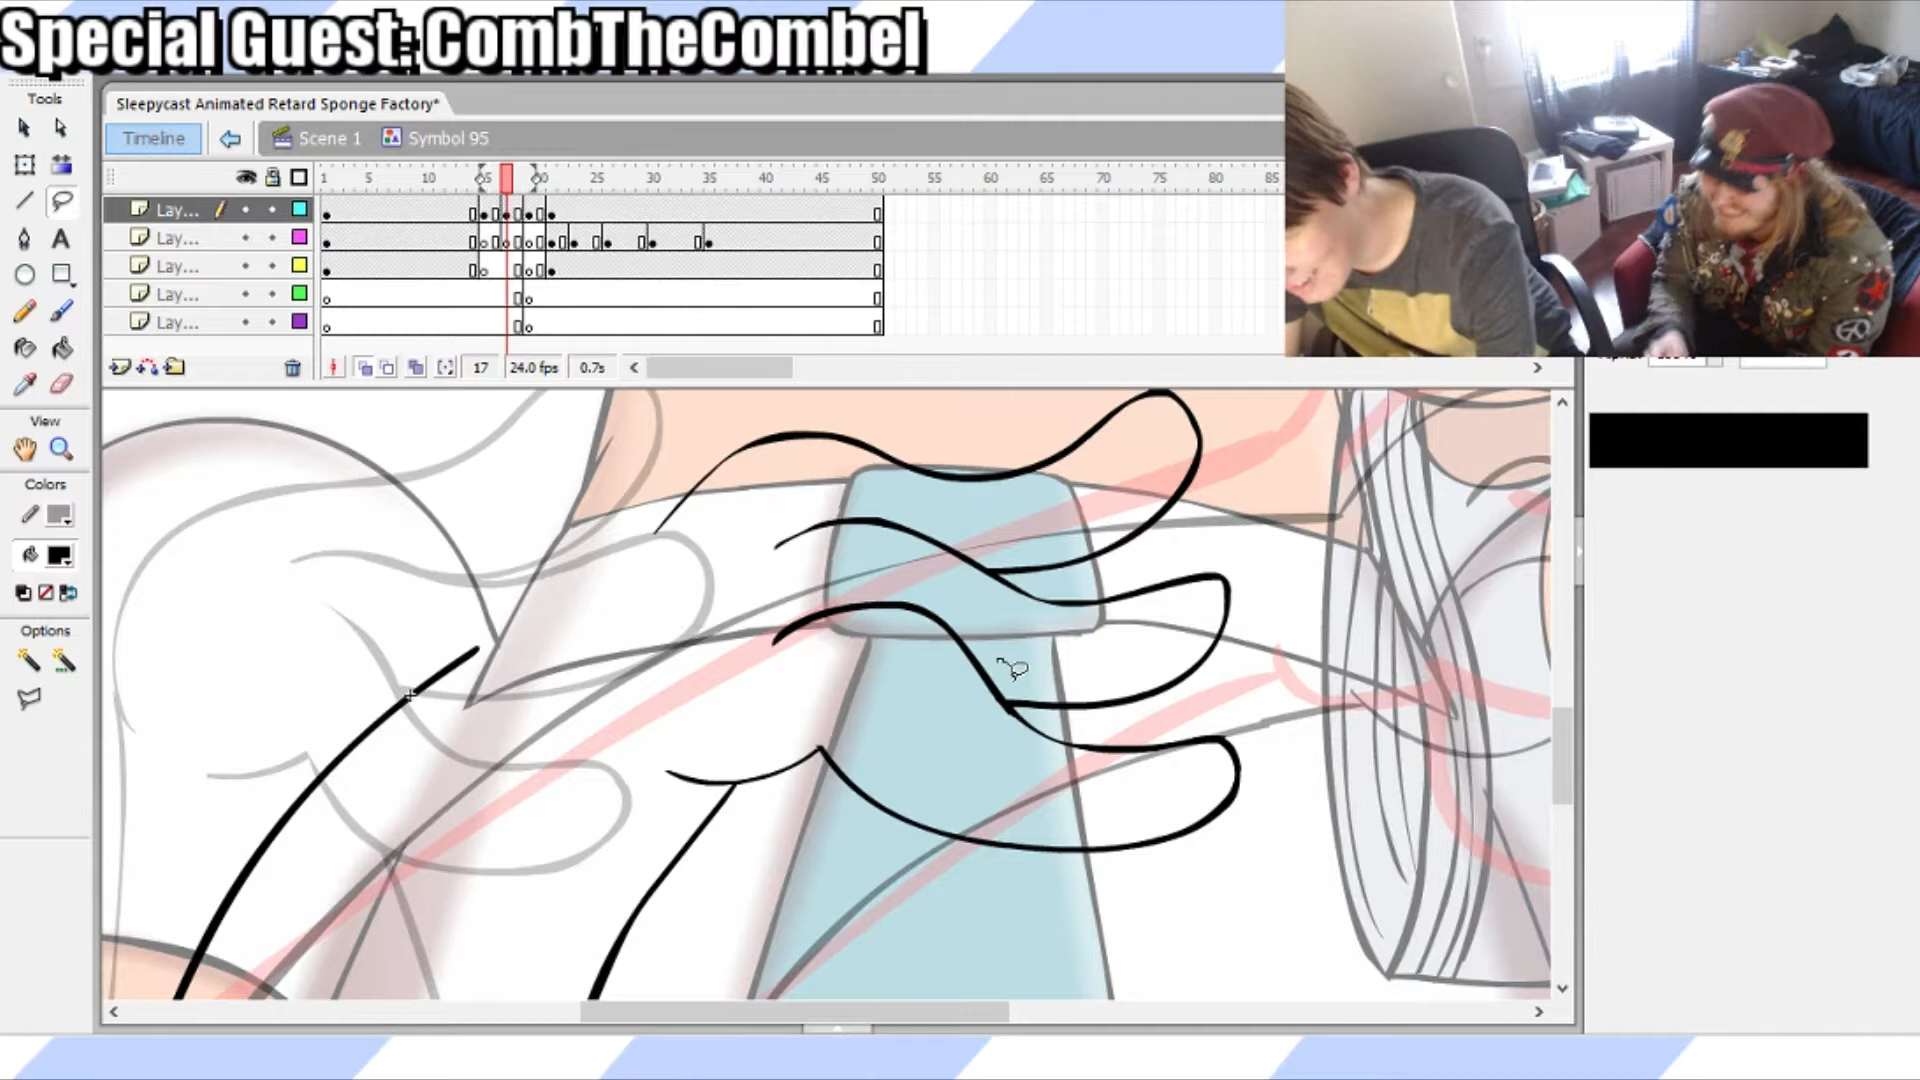 Special Guest: CombTheCombel
Tools
Sleepycast Animated Retard Sponge Factory*
Timeline Scene 1 Symbol 95
1 5 10 15 20 25 30 35 40 45 50 55 60 65 70 75 80 85
Lay...
Lay...
Lay...
Lay...
Lay...
17 24.0 fps 0.7s
View
Colors
Options